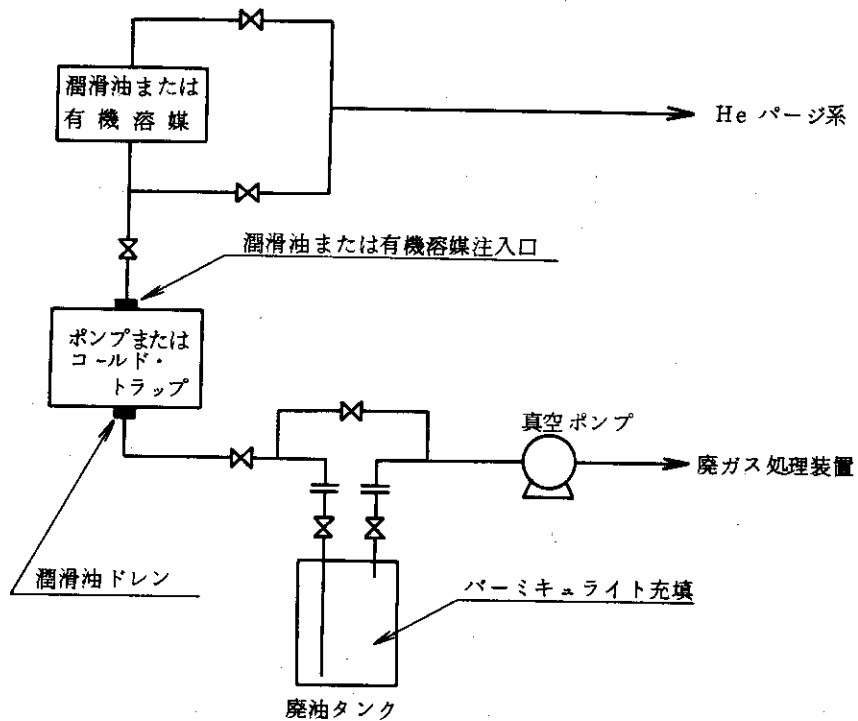 潤滑油または
有機溶媒
He パージ系
潤滑油または有機溶媒注入口
ポンプまたは
コールド・
トラップ
真空ポンプ
廃ガス処理装置
潤滑油ドレン
バーミキュライト充填
廃油タンク